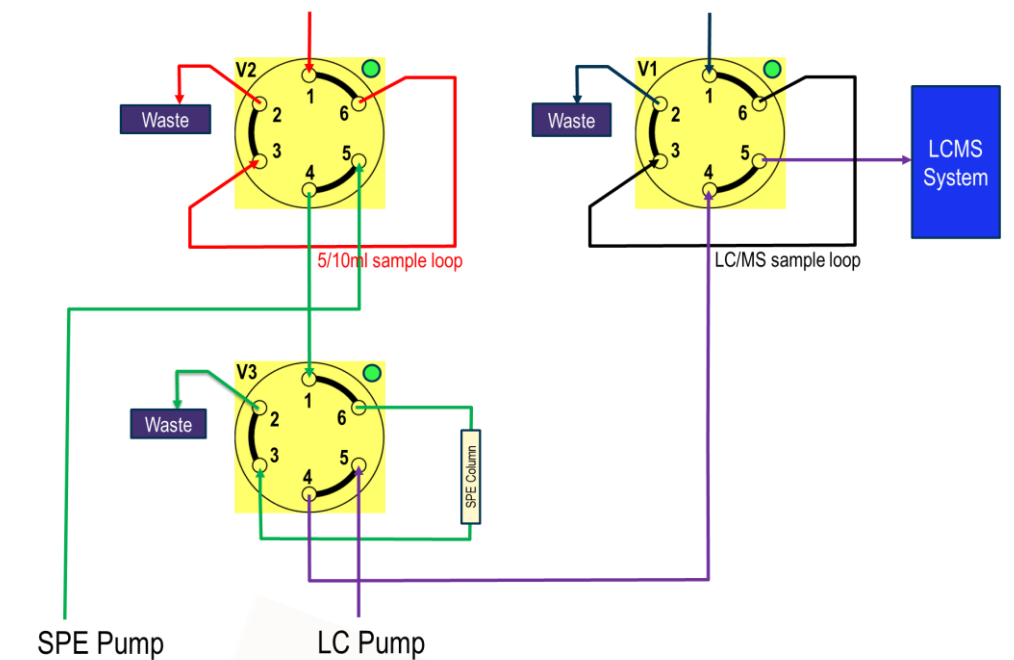 V2
1
2
3
4
5
6
Waste
5/10ml sample loop
V1
1
2
3
4
5
6
Waste
LC/MS sample loop
LCMS
System
V3
1
2
3
4
5
6
Waste
SPE Column
SPE Pump
LC Pump